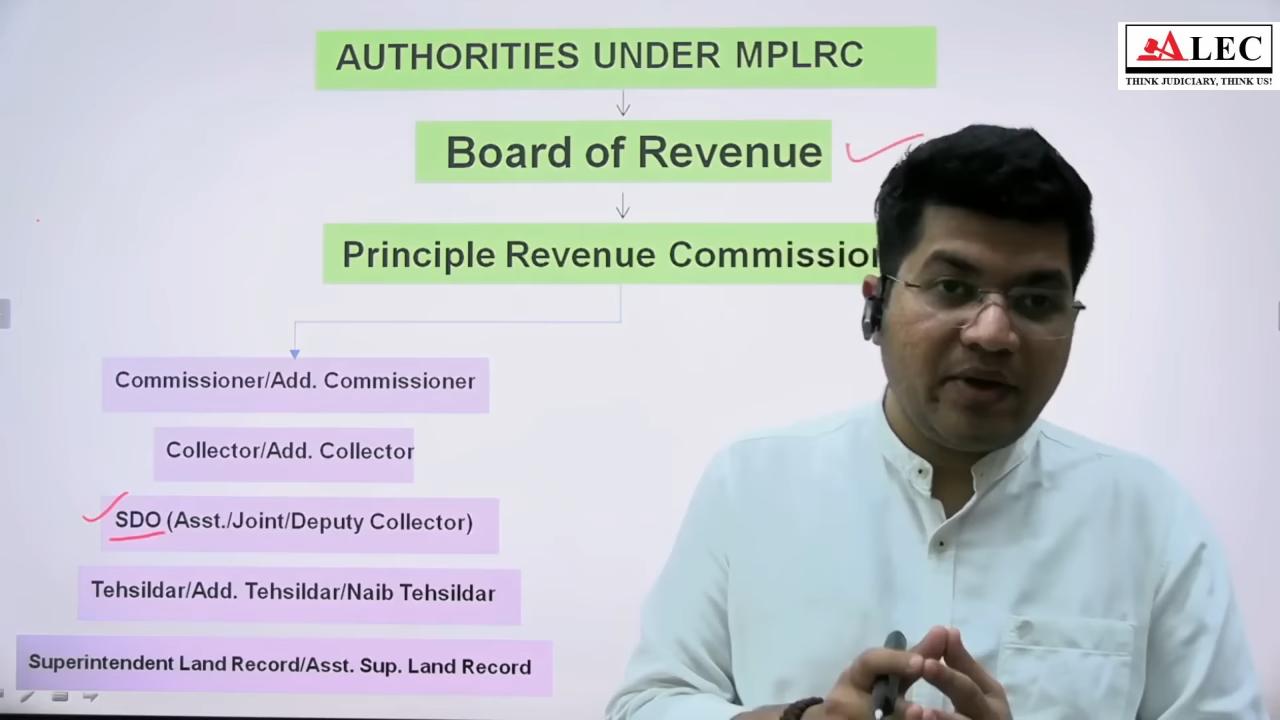 AUTHORITIES UNDER MPLRC
ALEC
THINK JUDICIARY, THINK US!
Board of Revenue
Principle Revenue Commission
Commissioner/Add. Commissioner
Collector/Add. Collector
SDO (Asst./Joint/Deputy Collector)
Tehsildar/Add. Tehsildar/Naib Tehsildar
Superintendent Land Record/Asst. Sup. Land Record